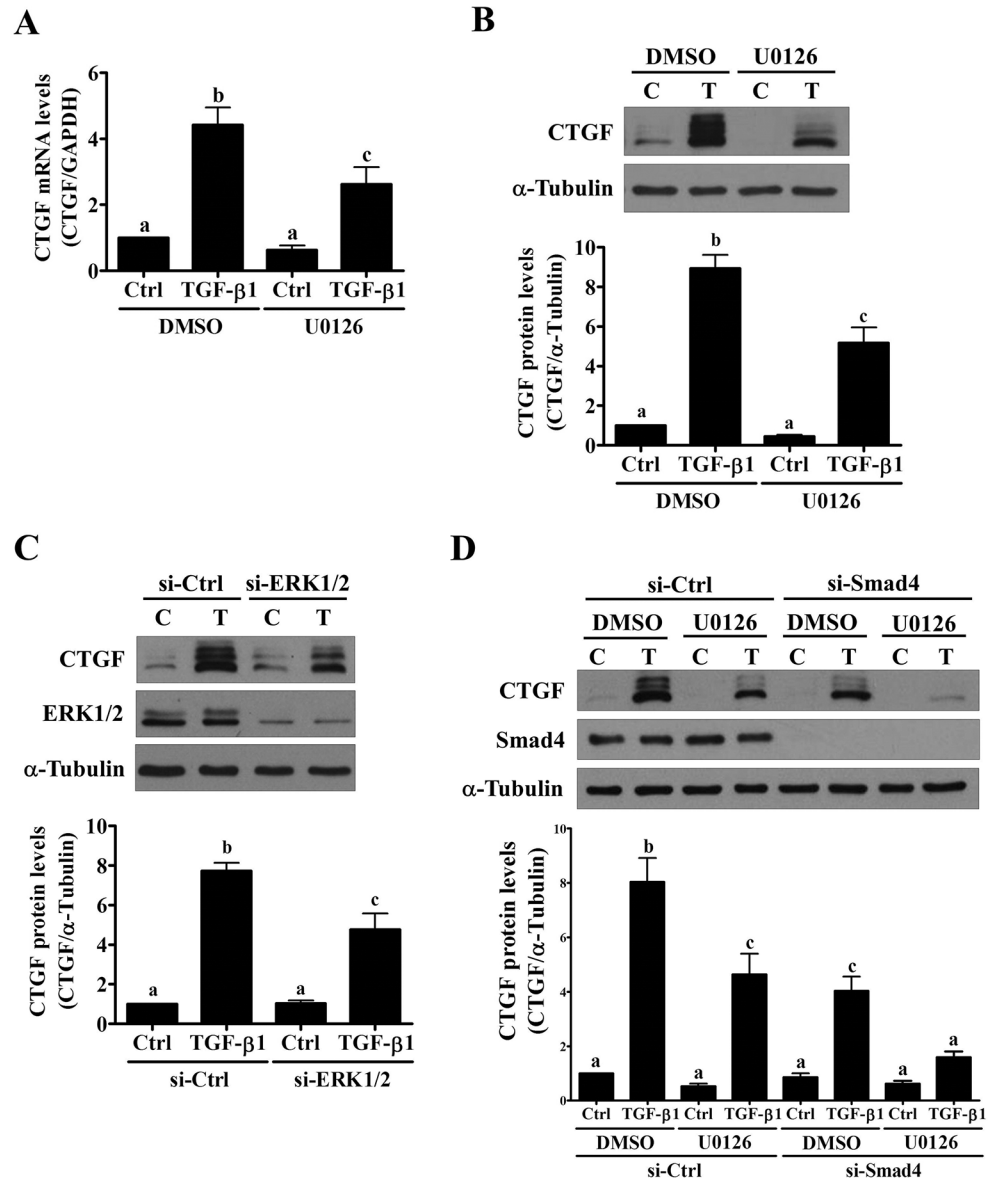 A
CTGF mRNA levels
(CTGF/GAPDH)
6
4
2
0
a
b
a
c
Ctrl TGF-β1 Ctrl TGF-β1
DMSO U0126
B
DMSO U0126
C T C T
CTGF
α-Tubulin
CTGF protein levels
(CTGF/α-Tubulin)
10
8
6
4
2
0
a
b
a
c
Ctrl TGF-β1 Ctrl TGF-β1
DMSO U0126
C
si-Ctrl si-ERK1/2
C T C T
CTGF
ERK1/2
α-Tubulin
CTGF protein levels
(CTGF/α-Tubulin)
10
8
6
4
2
0
a
b
a
c
Ctrl TGF-β1 Ctrl TGF-β1
si-Ctrl si-ERK1/2
D
si-Ctrl si-Smad4
DMSO U0126 DMSO U0126
C T C T C T C T
CTGF
Smad4
α-Tubulin
CTGF protein levels
(CTGF/α-Tubulin)
10
8
6
4
2
0
a
b
a
c
a
c
a
a
Ctrl TGF-β1 Ctrl TGF-β1 Ctrl TGF-β1 Ctrl TGF-β1
DMSO U0126 DMSO U0126
si-Ctrl si-Smad4